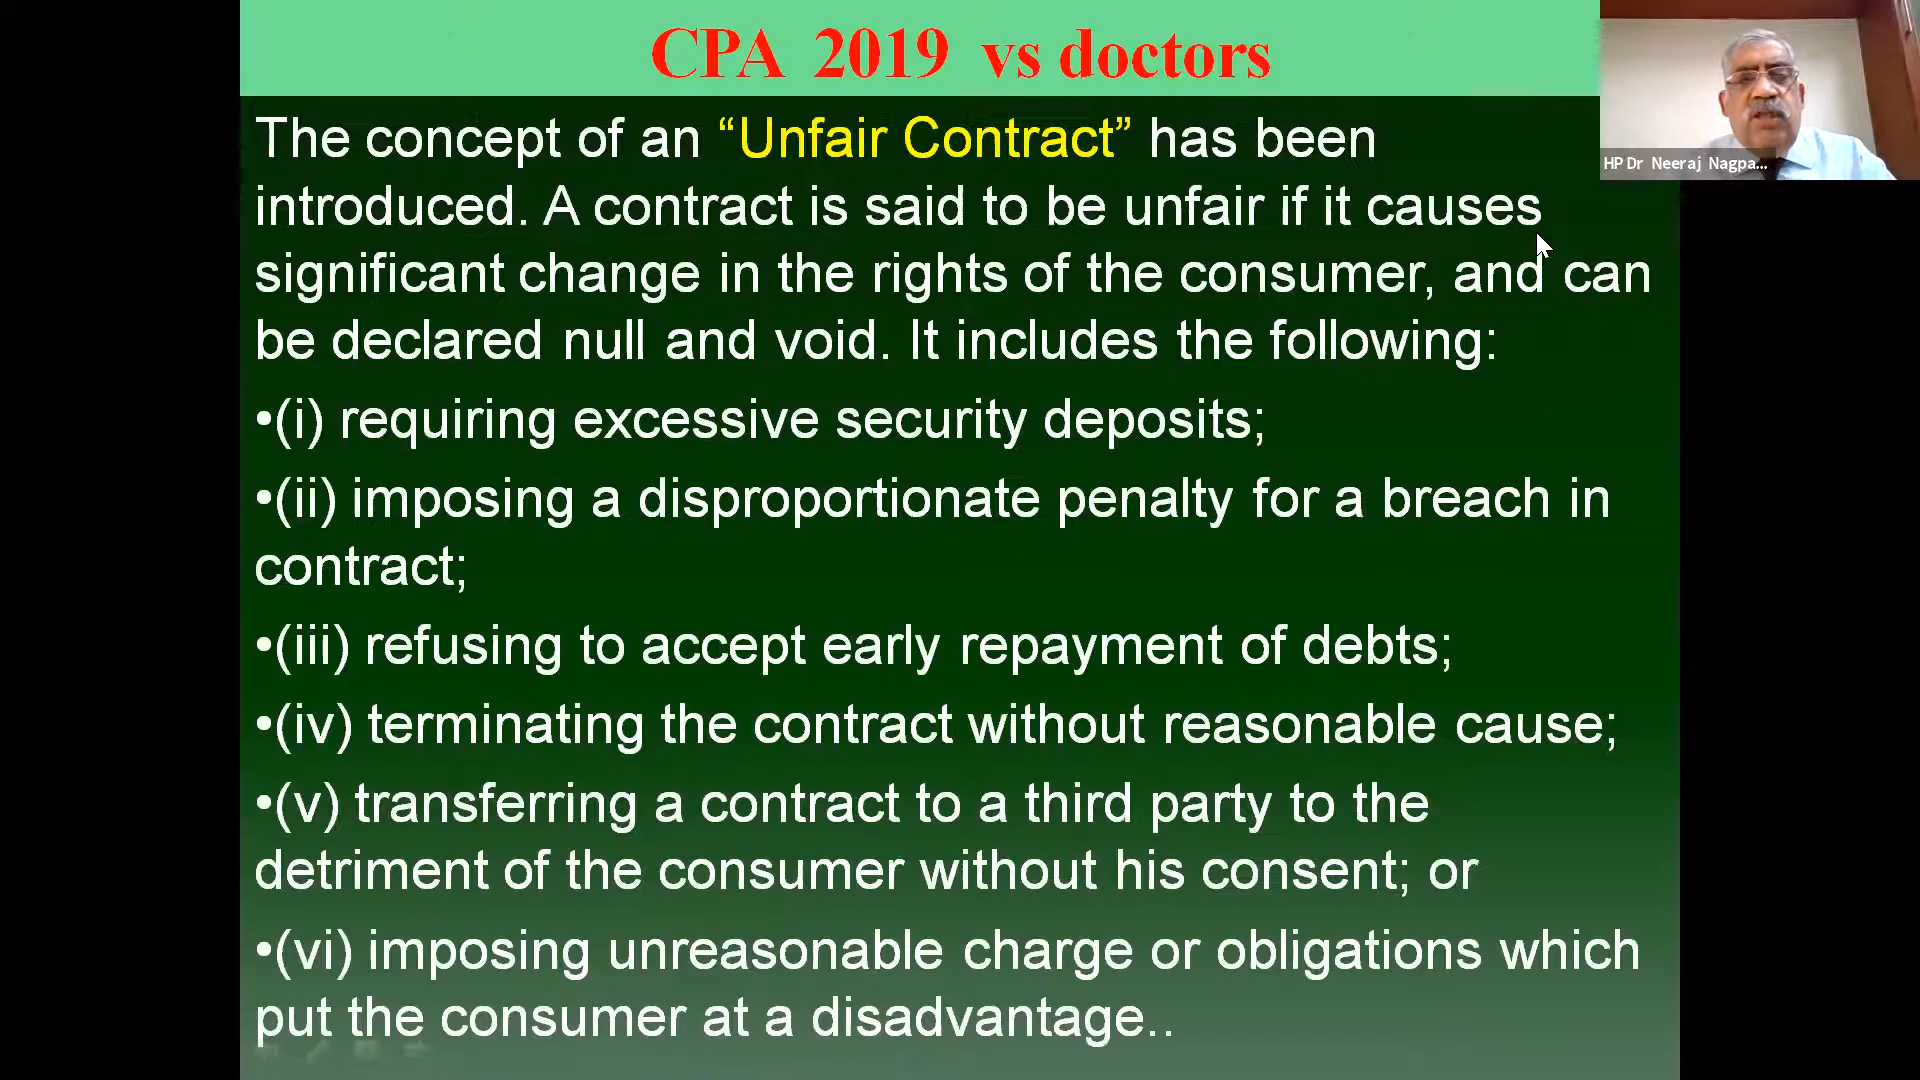 CPA 2019 vs doctors
HP Dr Neeraj Nagpa...
The concept of an “Unfair Contract” has been
introduced. A contract is said to be unfair if it causes
significant change in the rights of the consumer, and can
be declared null and void. It includes the following:
•(i) requiring excessive security deposits;
•(ii) imposing a disproportionate penalty for a breach in
contract;
•(iii) refusing to accept early repayment of debts;
•(iv) terminating the contract without reasonable cause;
•(v) transferring a contract to a third party to the
detriment of the consumer without his consent; or
•(vi) imposing unreasonable charge or obligations which
put the consumer at a disadvantage..